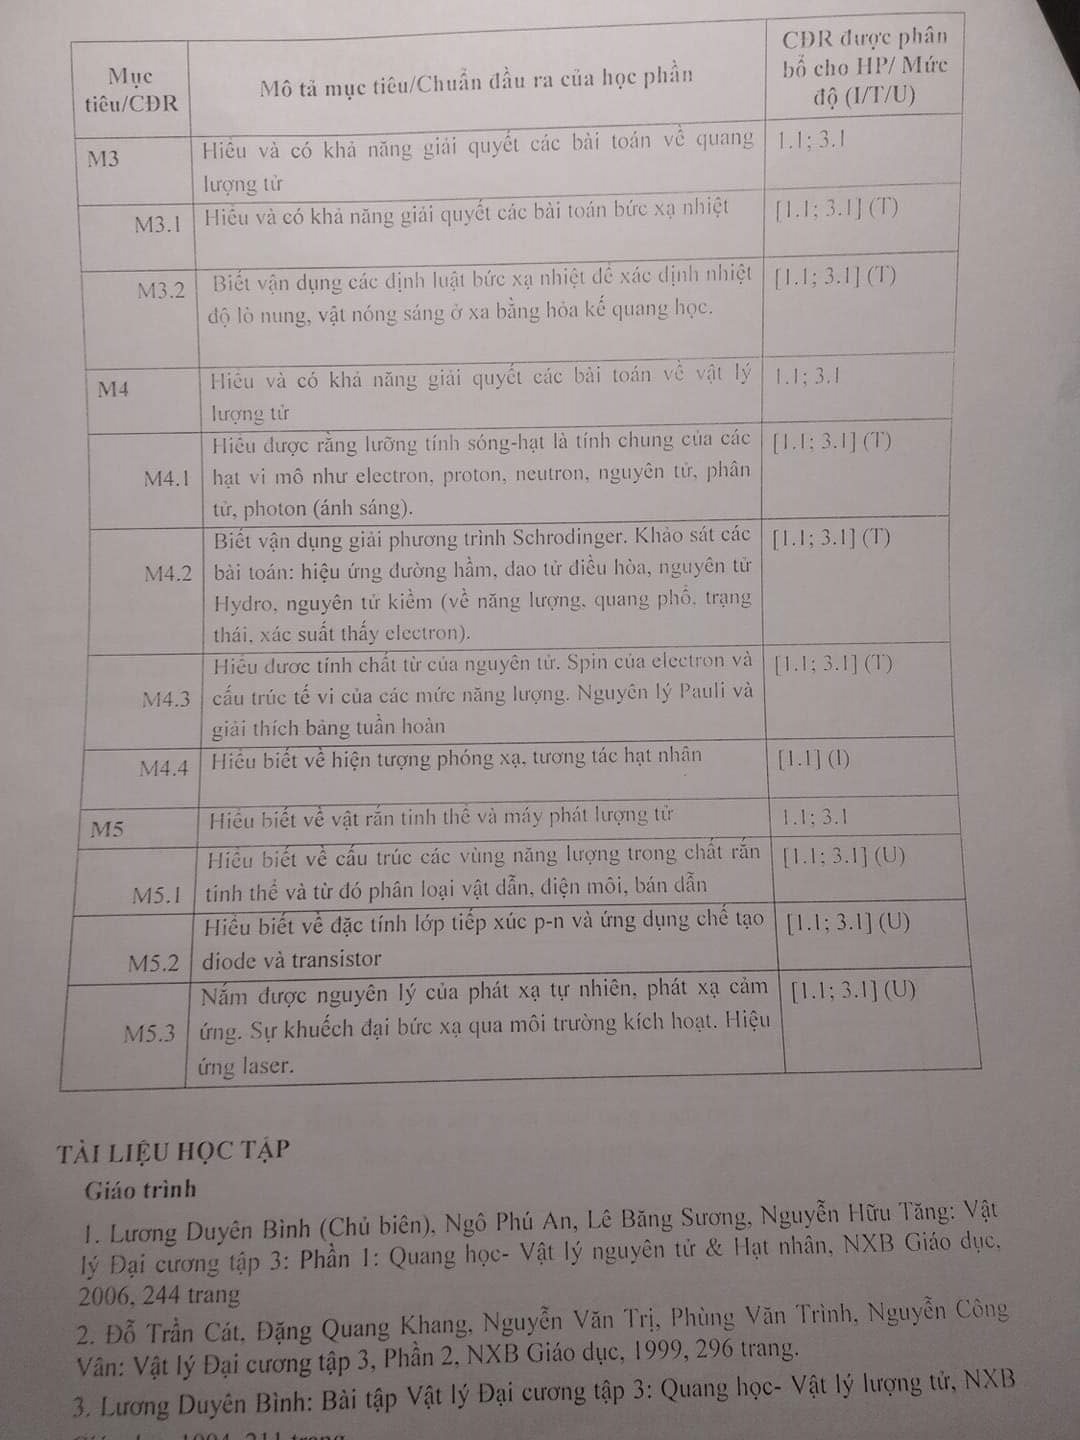 Mục
tiêu/CĐR
Mô tả mục tiêu/Chuẩn đầu ra của học phần
CĐR được phân
bổ cho HP/ Mức
độ (I/T/U)
M3
Hiểu và có khả năng giải quyết các bài toán về quang
lượng tử
1.1; 3.1
M3.1
Hiểu và có khả năng giải quyết các bài toán bức xạ nhiệt
[1.1; 3.1] (T)
M3.2
Biết vận dụng các định luật bức xạ nhiệt để xác định nhiệt
độ lò nung, vật nóng sáng ở xa bằng hỏa kế quang học.
[1.1; 3.1] (T)
M4
Hiểu và có khả năng giải quyết các bài toán về vật lý
lượng tử
1.1; 3.1
M4.1
Hiểu được rằng lưỡng tính sóng-hạt là tính chung của các
hạt vi mô như electron, proton, neutron, nguyên tử, phân
tử, photon (ánh sáng).
[1.1; 3.1] (T)
M4.2
Biết vận dụng giải phương trình Schrodinger. Khảo sát các
bài toán: hiệu ứng đường hầm, dao tử điều hòa, nguyên tử
Hydro, nguyên tử kiềm (về năng lượng, quang phổ, trạng
thái, xác suất thấy electron).
[1.1; 3.1] (T)
M4.3
Hiểu đươc tính chất từ của nguyên tử. Spin của electron và
cấu trúc tế vi của các mức năng lượng. Nguyên lý Pauli và
giải thích bảng tuần hoàn
[1.1; 3.1] (T)
M4.4
Hiểu biết về hiện tượng phóng xạ, tương tác hạt nhân
[1.1] (I)
M5
Hiểu biết về vật rắn tinh thể và máy phát lượng tử
1.1; 3.1
M5.1
Hiểu biết về cấu trúc các vùng năng lượng trong chất rắn
tinh thể và từ đó phân loại vật dẫn, điện môi, bán dẫn
[1.1; 3.1] (U)
M5.2
Hiểu biết về đặc tính lớp tiếp xúc p-n và ứng dụng chế tạo
diode và transistor
[1.1; 3.1] (U)
M5.3
Nắm được nguyên lý của phát xạ tự nhiên, phát xạ cảm
ứng. Sự khuếch đại bức xạ qua môi trường kích hoạt. Hiệu
ứng laser.
[1.1; 3.1] (U)
TÀI LIỆU HỌC TẬP
Giáo trình
1. Lương Duyên Bình (Chủ biên), Ngô Phú An, Lê Băng Sương, Nguyễn Hữu Tăng: Vật
lý Đại cương tập 3: Phần 1: Quang học- Vật lý nguyên tử & Hạt nhân, NXB Giáo dục,
2006, 244 trang
2. Đỗ Trần Cát, Đặng Quang Khang, Nguyễn Văn Trị, Phùng Văn Trình, Nguyễn Công
Vân: Vật lý Đại cương tập 3, Phần 2, NXB Giáo dục, 1999, 296 trang.
3. Lương Duyên Bình: Bài tập Vật lý Đại cương tập 3: Quang học- Vật lý lượng tử, NXB